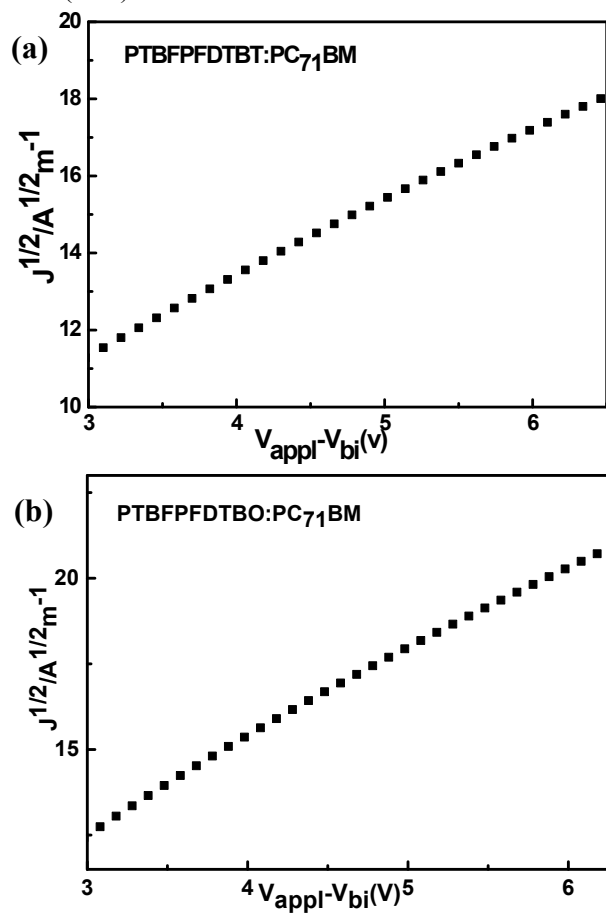 (a)
PTBFPFDTBT:PC71BM
J1/2/A1/2m-1
20
18
16
14
12
10
3 4 5 6
Vappl-Vbi(v)
(b)
PTBFPFDTBO:PC71BM
J1/2/A1/2m-1
20
15
3 4 5 6
Vappl-Vbi(V)